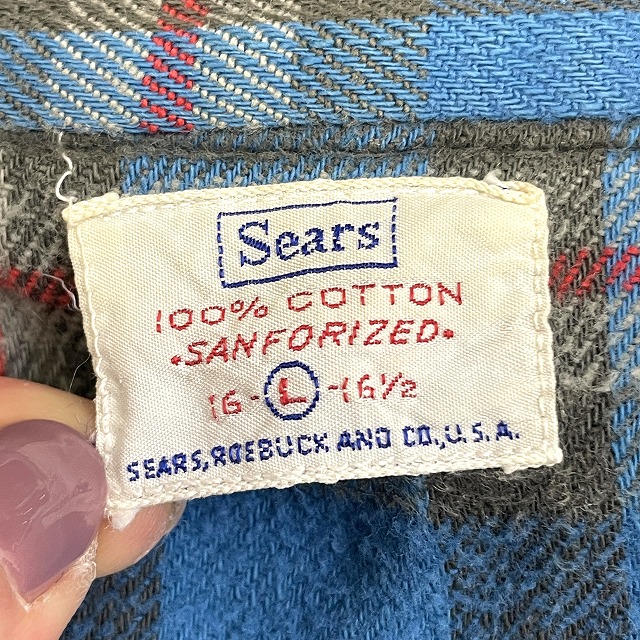 Sears
100% COTTON
•SANFORIZED•
16-L-16½
SEARS, ROEBUCK AND CO., U.S.A.